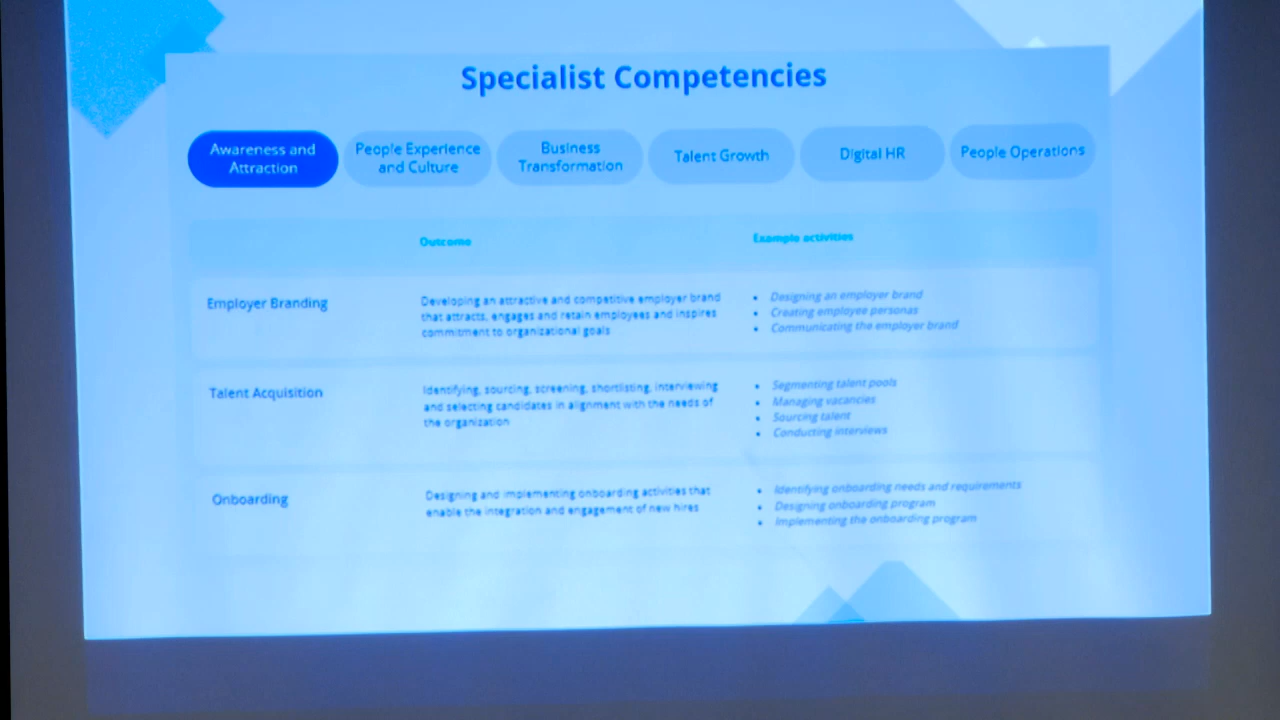 Specialist Competencies
Awareness and
Attraction
People Experience
and Culture
Business
Transformation
Talent Growth
Digital HR
People Operations
Outcome
Example activities
Employer Branding
Developing an attractive and competitive employer brand
that attracts, engages and retain employees and inspires
commitment to organizational goals
• Designing an employer brand
• Creating employee personas
• Communicating the employer brand
Talent Acquisition
Identifying, sourcing, screening, shortlisting, interviewing
and selecting candidates in alignment with the needs of
the organization
• Segmenting talent pools
• Managing vacancies
• Sourcing talent
• Conducting interviews
Onboarding
Designing and implementing onboarding activities that
enable the integration and engagement of new hires
• Identifying onboarding needs and requirements
• Designing onboarding program
• Implementing the onboarding program